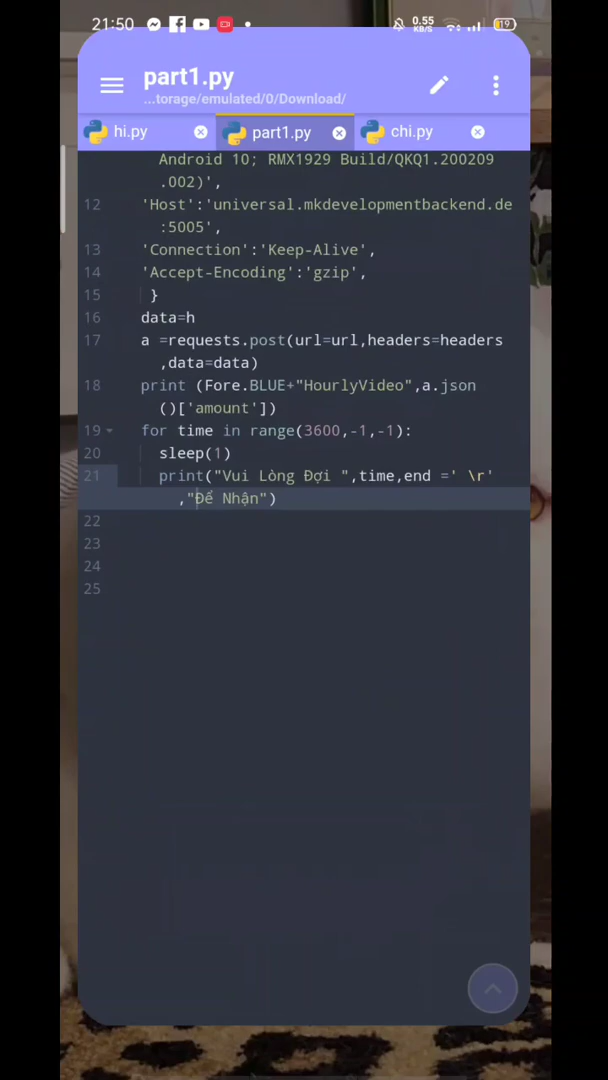 21:50 0.55 KB/S 19
part1.py
...torage/emulated/0/Download/
hi.py part1.py chi.py
Android 10; RMX1929 Build/QKQ1.200209
.002)',
12 'Host':'universal.mkdevelopmentbackend.de
:5005',
13 'Connection':'Keep-Alive',
14 'Accept-Encoding':'gzip',
15 }
16 data=h
17 a =requests.post(url=url,headers=headers
,data=data)
18 print (Fore.BLUE+"HourlyVideo",a.json
()['amount'])
19 for time in range(3600,-1,-1):
20 sleep(1)
21 print("Vui Lòng Đợi ",time,end =' \r'
,"Để Nhận")
22
23
24
25